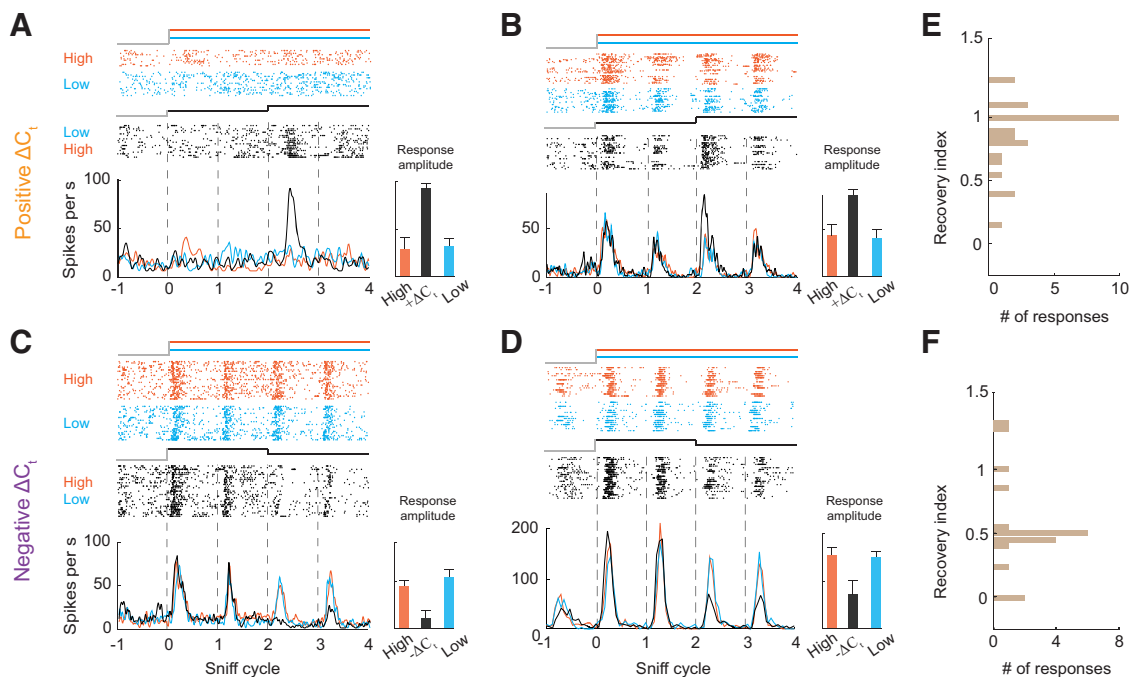 A
High
Low
Low
High
Positive ΔCt
Spikes per s
100
50
0
-1 0 1 2 3 4
Response
amplitude
High +ΔCt Low
B
50
0
-1 0 1 2 3 4
Response
amplitude
High +ΔCt Low
E
1.5
1
0.5
0
Recovery index
0 5 10
# of responses
C
High
Low
High
Low
Negative ΔCt
Spikes per s
100
50
0
-1 0 1 2 3 4
Sniff cycle
Response
amplitude
High -ΔCt Low
D
200
100
0
-1 0 1 2 3 4
Sniff cycle
Response
amplitude
High -ΔCt Low
F
1.5
1
0.5
0
Recovery index
0 4 8
# of responses